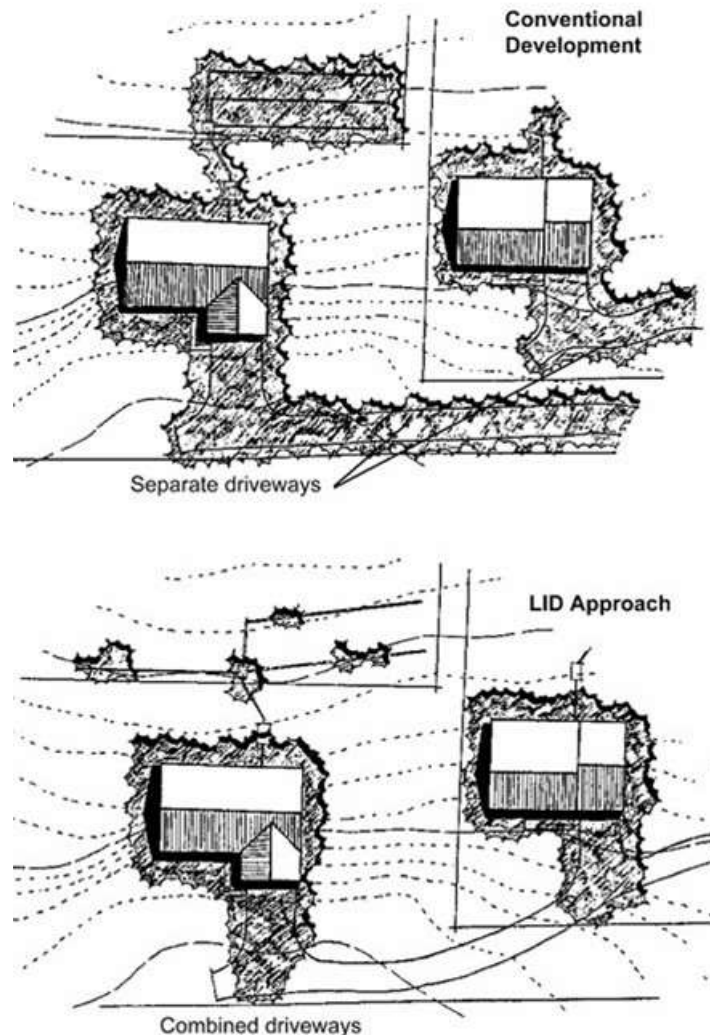 Conventional
Development
Separate driveways
LID Approach
Combined driveways